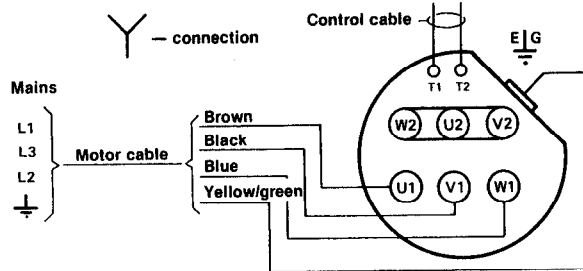 Control cable
— connection
E G
T1 T2
Mains
W2 U2 V2
L1
L3
L2
Motor cable
Brown
Black
Blue
Yellow/green
U1 V1 W1